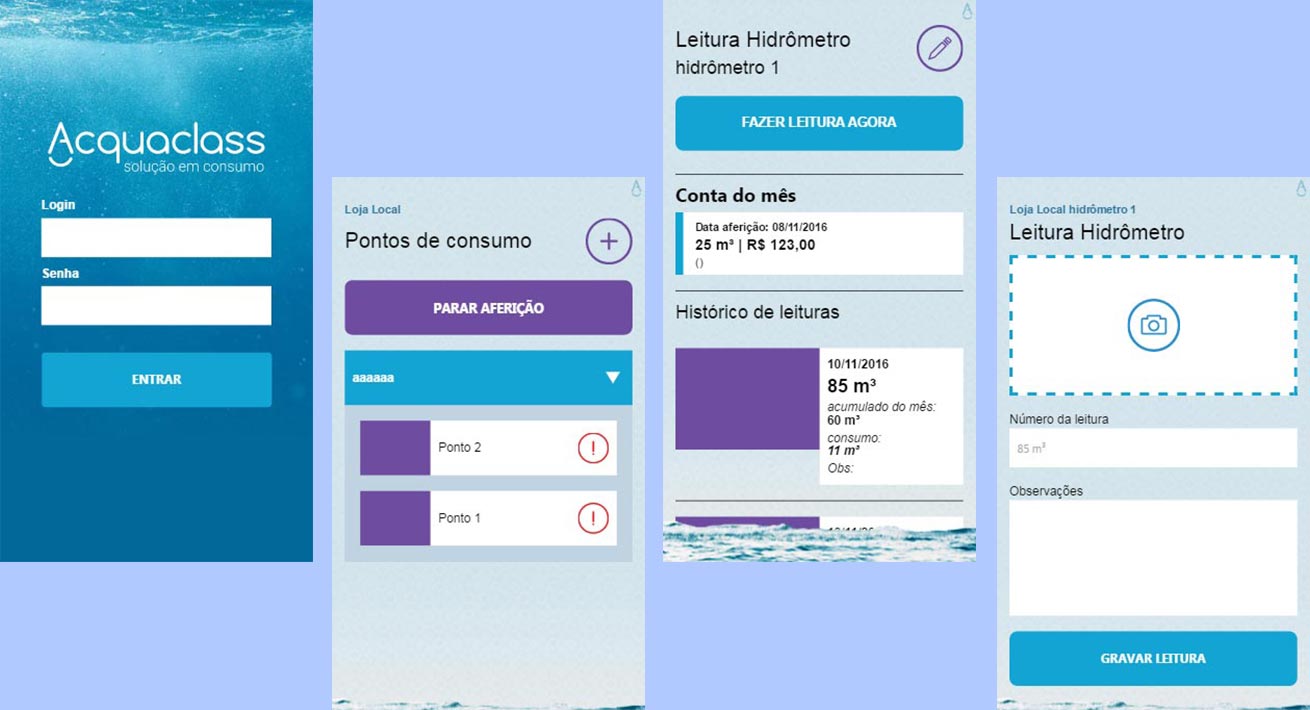 Acquaclass
solução em consumo
Login
Senha
ENTRAR
Loja Local
Pontos de consumo
PARAR AFERIÇÃO
aaaaaa
Ponto 2
Ponto 1
Leitura Hidrômetro
hidrômetro 1
FAZER LEITURA AGORA
Conta do mês
Data aferição: 08/11/2016
25 m³ | R$ 123,00
()
Histórico de leituras
10/11/2016
85 m³
acumulado do mês:
60 m³
consumo:
11 m³
Obs:
Loja Local hidrômetro 1
Leitura Hidrômetro
Número da leitura
85 m³
Observações
GRAVAR LEITURA